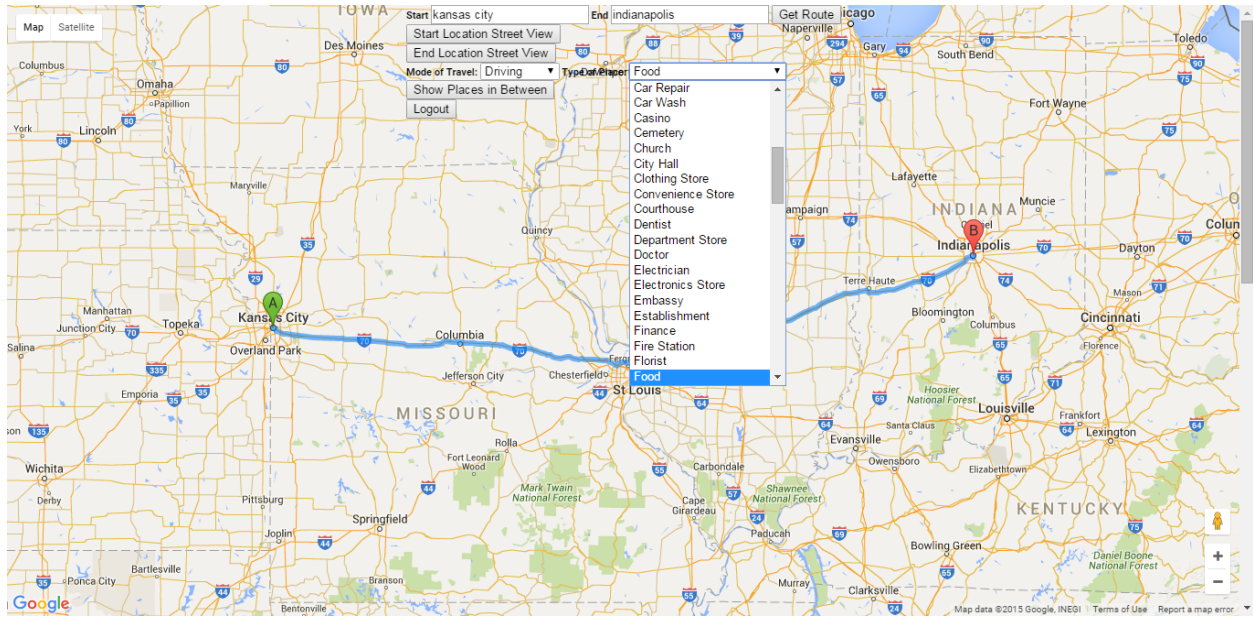 Map Satellite
Start kansas city End indianapolis Get Route
Start Location Street View
End Location Street View
Mode of Travel: Driving Type of Place: Food
Show Places in Between
Logout
Car Repair
Car Wash
Casino
Cemetery
Church
City Hall
Clothing Store
Convenience Store
Courthouse
Dentist
Department Store
Doctor
Electrician
Electronics Store
Embassy
Establishment
Finance
Fire Station
Florist
Food
IOWA
Naperville
Toledo
Des Moines
Gary
South Bend
Columbus
Omaha
Papillion
Fort Wayne
York
Lincoln
Lafayette
Maryville
Muncie
INDIANA
Quincy
Indianapolis
Dayton
Terre Haute
Mason
Manhattan
Kansas City
Junction City
Topeka
Columbia
Bloomington
Columbus
Cincinnati
Salina
Overland Park
Florence
Jefferson City
Chesterfield
St Louis
Emporia
Hoosier
National Forest
Louisville
MISSOURI
Frankfort
Santa Claus
Lexington
Rolla
Evansville
Fort Leonard
Wood
Owensboro
Wichita
Carbondale
Elizabethtown
Derby
Mark Twain
National Forest
Shawnee
National Forest
Cape
Girardeau
Pittsburg
KENTUCKY
Springfield
Joplin
Paducah
Bowling Green
Daniel Boone
National Forest
Bartlesville
Ponca City
Branson
Murray
Clarksville
Bentonville
Google
Map data ©2015 Google, INEGI Terms of Use Report a map error
A
B